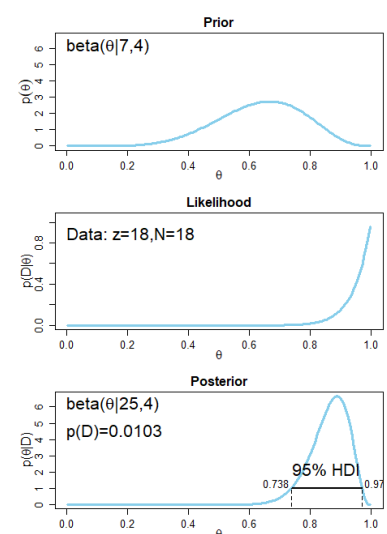 Prior
beta(θ|7,4)
p(θ)
0 1 2 3 4 5 6
0.0 0.2 0.4 0.6 0.8 1.0
θ
Likelihood
Data: z=18,N=18
p(D|θ)
0.0 0.4 0.8
0.0 0.2 0.4 0.6 0.8 1.0
θ
Posterior
beta(θ|25,4)
p(D)=0.0103
p(θ|D)
0 1 2 3 4 5 6
95% HDI
0.738 0.97
0.0 0.2 0.4 0.6 0.8 1.0
θ